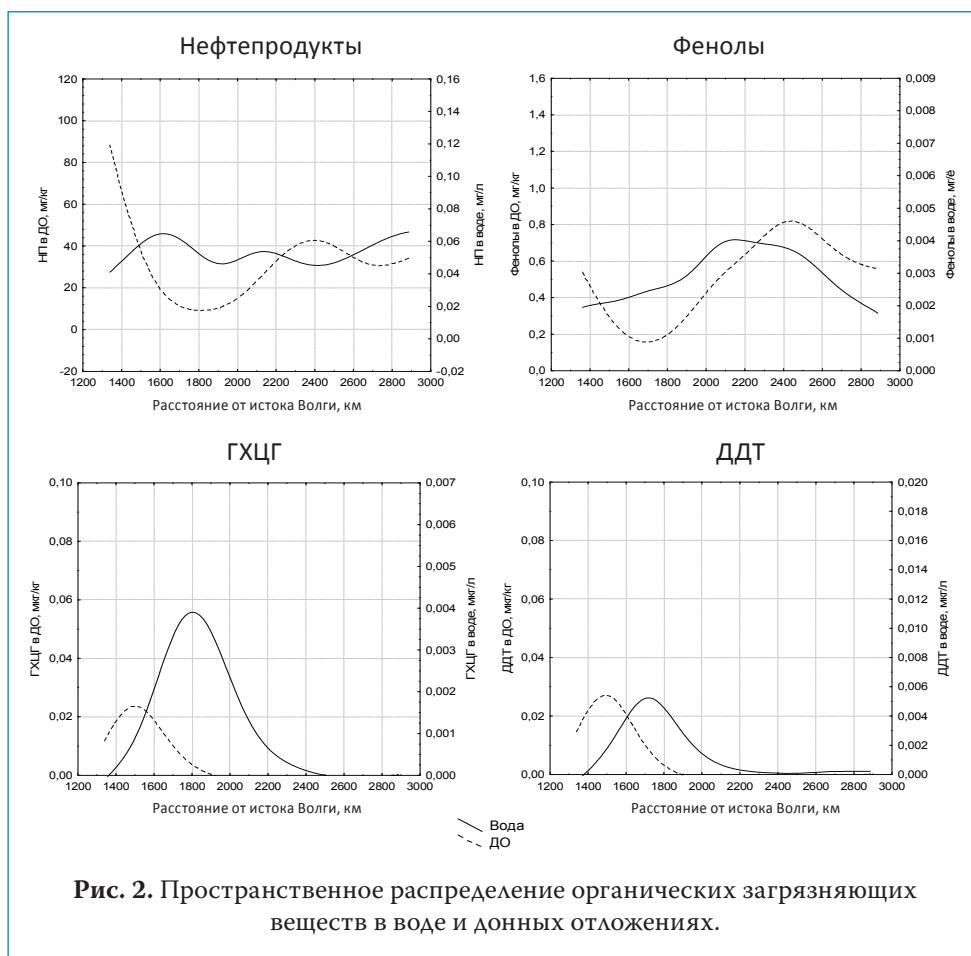 Нефтепродукты
120
100
80
60
40
20
0
-20
НП в ДО, мг/кг
0,16
0,14
0,12
0,10
0,08
0,06
0,04
0,02
0,00
-0,02
НП в воде, мг/л
1200 1400 1600 1800 2000 2200 2400 2600 2800 3000
Расстояние от истока Волги, км
Фенолы
1,6
1,4
1,2
1,0
0,8
0,6
0,4
0,2
0,0
Фенолы в ДО, мг/кг
0,009
0,008
0,007
0,006
0,005
0,004
0,003
0,002
0,001
0,000
Фенолы в воде, мг/ё
1200 1400 1600 1800 2000 2200 2400 2600 2800 3000
Расстояние от истока Волги, км
ГХЦГ
0,10
0,08
0,06
0,04
0,02
0,00
ГХЦГ в ДО, мкг/кг
0,007
0,006
0,005
0,004
0,003
0,002
0,001
0,000
ГХЦГ в воде, мкг/л
1200 1400 1600 1800 2000 2200 2400 2600 2800 3000
Расстояние от истока Волги, км
ДДТ
0,10
0,08
0,06
0,04
0,02
0,00
ДДТ в ДО, мкг/кг
0,020
0,018
0,016
0,014
0,012
0,010
0,008
0,006
0,004
0,002
0,000
ДДТ в воде, мкг/л
1200 1400 1600 1800 2000 2200 2400 2600 2800 3000
Расстояние от истока Волги, км
Вода
ДО
Рис. 2. Пространственное распределение органических загрязняющих
веществ в воде и донных отложениях.